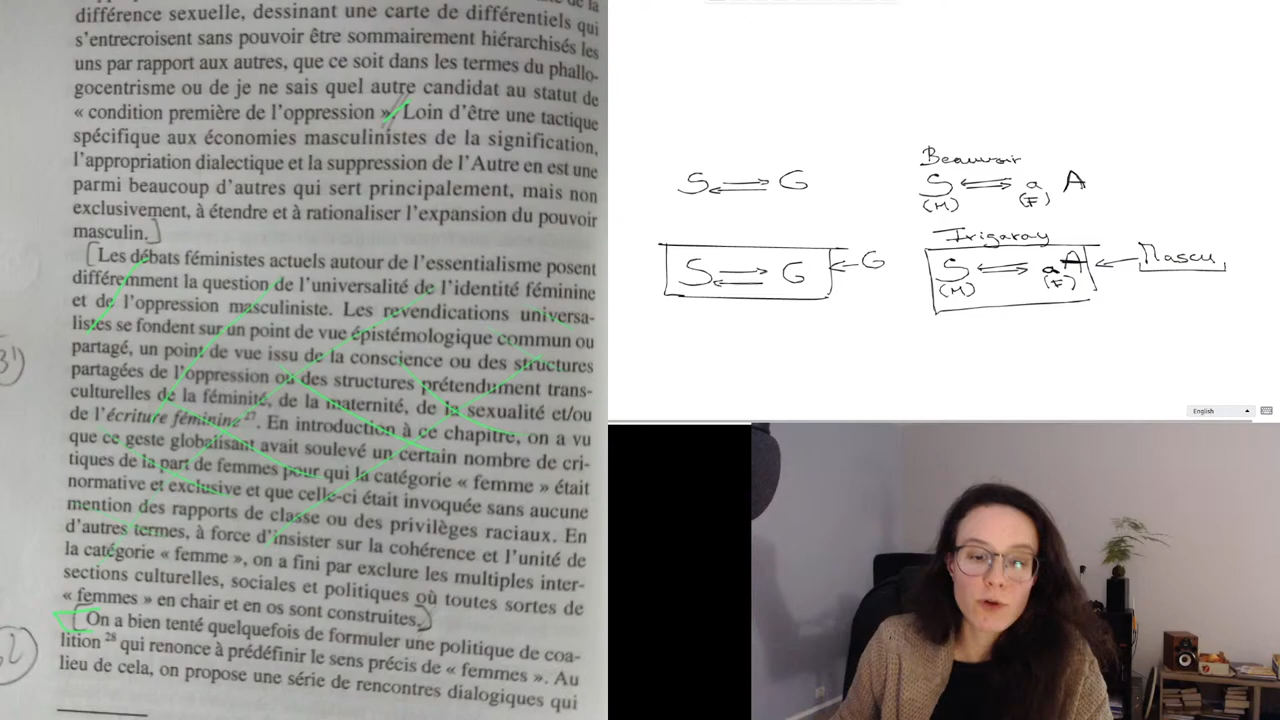 différence sexuelle, dessinant une carte de différentiels qui
s'entrecroisent sans pouvoir être sommairement hiérarchisés les
uns par rapport aux autres, que ce soit dans les termes du phallo-
gocentrisme ou de je ne sais quel autre candidat au statut de
« condition première de l'oppression ». Loin d'être une tactique
spécifique aux économies masculinistes de la signification,
l'appropriation dialectique et la suppression de l'Autre en est une
parmi beaucoup d'autres qui sert principalement, mais non
exclusivement, à étendre et à rationaliser l'expansion du pouvoir
masculin.
Les débats féministes actuels autour de l'essentialisme posent
différemment la question de l'universalité de l'identité féminine
et de l'oppression masculiniste. Les revendications universa-
listes se fondent sur un point de vue épistémologique commun ou
partagé, un point de vue issu de la conscience ou des structures
partagées de l'oppression ou des structures prétendument trans-
culturelles de la féminité, de la maternité, de la sexualité et/ou
de l'écriture féminine 27. En introduction à ce chapitre, on a vu
que ce geste globalisant avait soulevé un certain nombre de cri-
tiques de la part de femmes pour qui la catégorie « femme » était
normative et exclusive et que celle-ci était invoquée sans aucune
mention des rapports de classe ou des privilèges raciaux. En
d'autres termes, à force d'insister sur la cohérence et l'unité de
la catégorie « femme », on a fini par exclure les multiples inter-
sections culturelles, sociales et politiques où toutes sortes de
« femmes » en chair et en os sont construites.
On a bien tenté quelquefois de formuler une politique de coa-
lition 28 qui renonce à prédéfinir le sens précis de « femmes ». Au
lieu de cela, on propose une série de rencontres dialogiques qui
S ⇄ G
S ⇄ G ← G
Beauvoir
S ⇄ a A
(M) (F)
Irigaray
S ⇄ a A ← Mascu
(M) (F)
English